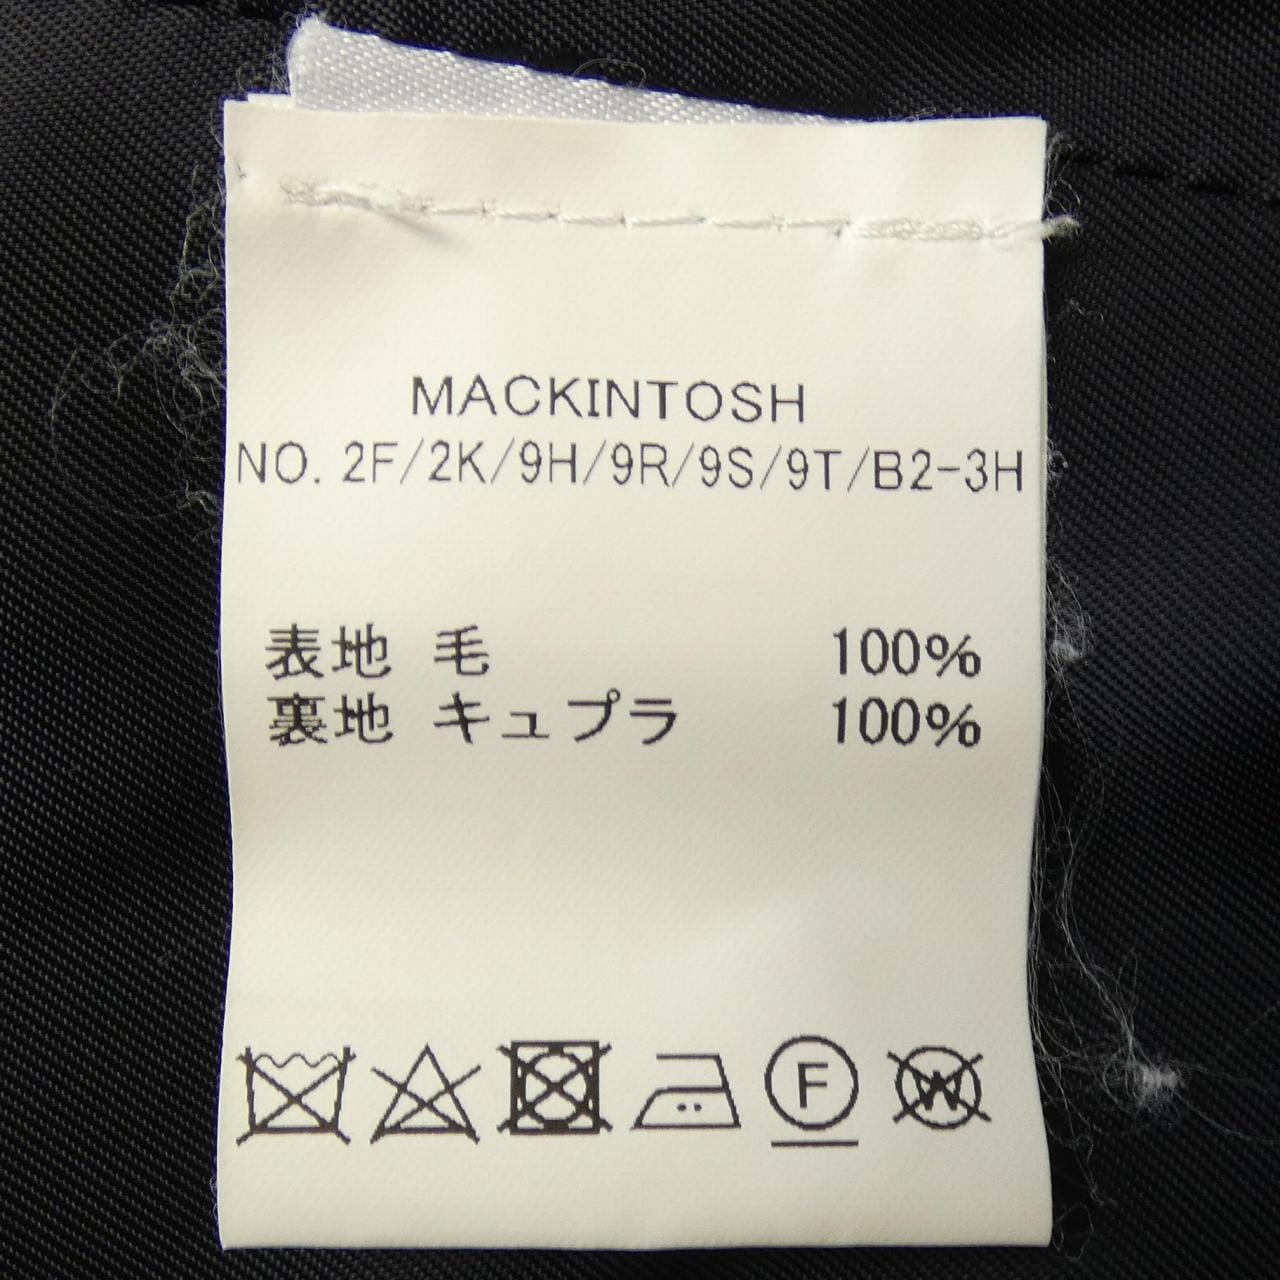 MACKINTOSH
NO. 2F/2K/9H/9R/9S/9T/B2-3H
表地 毛 100%
裏地 キュプラ 100%
F W